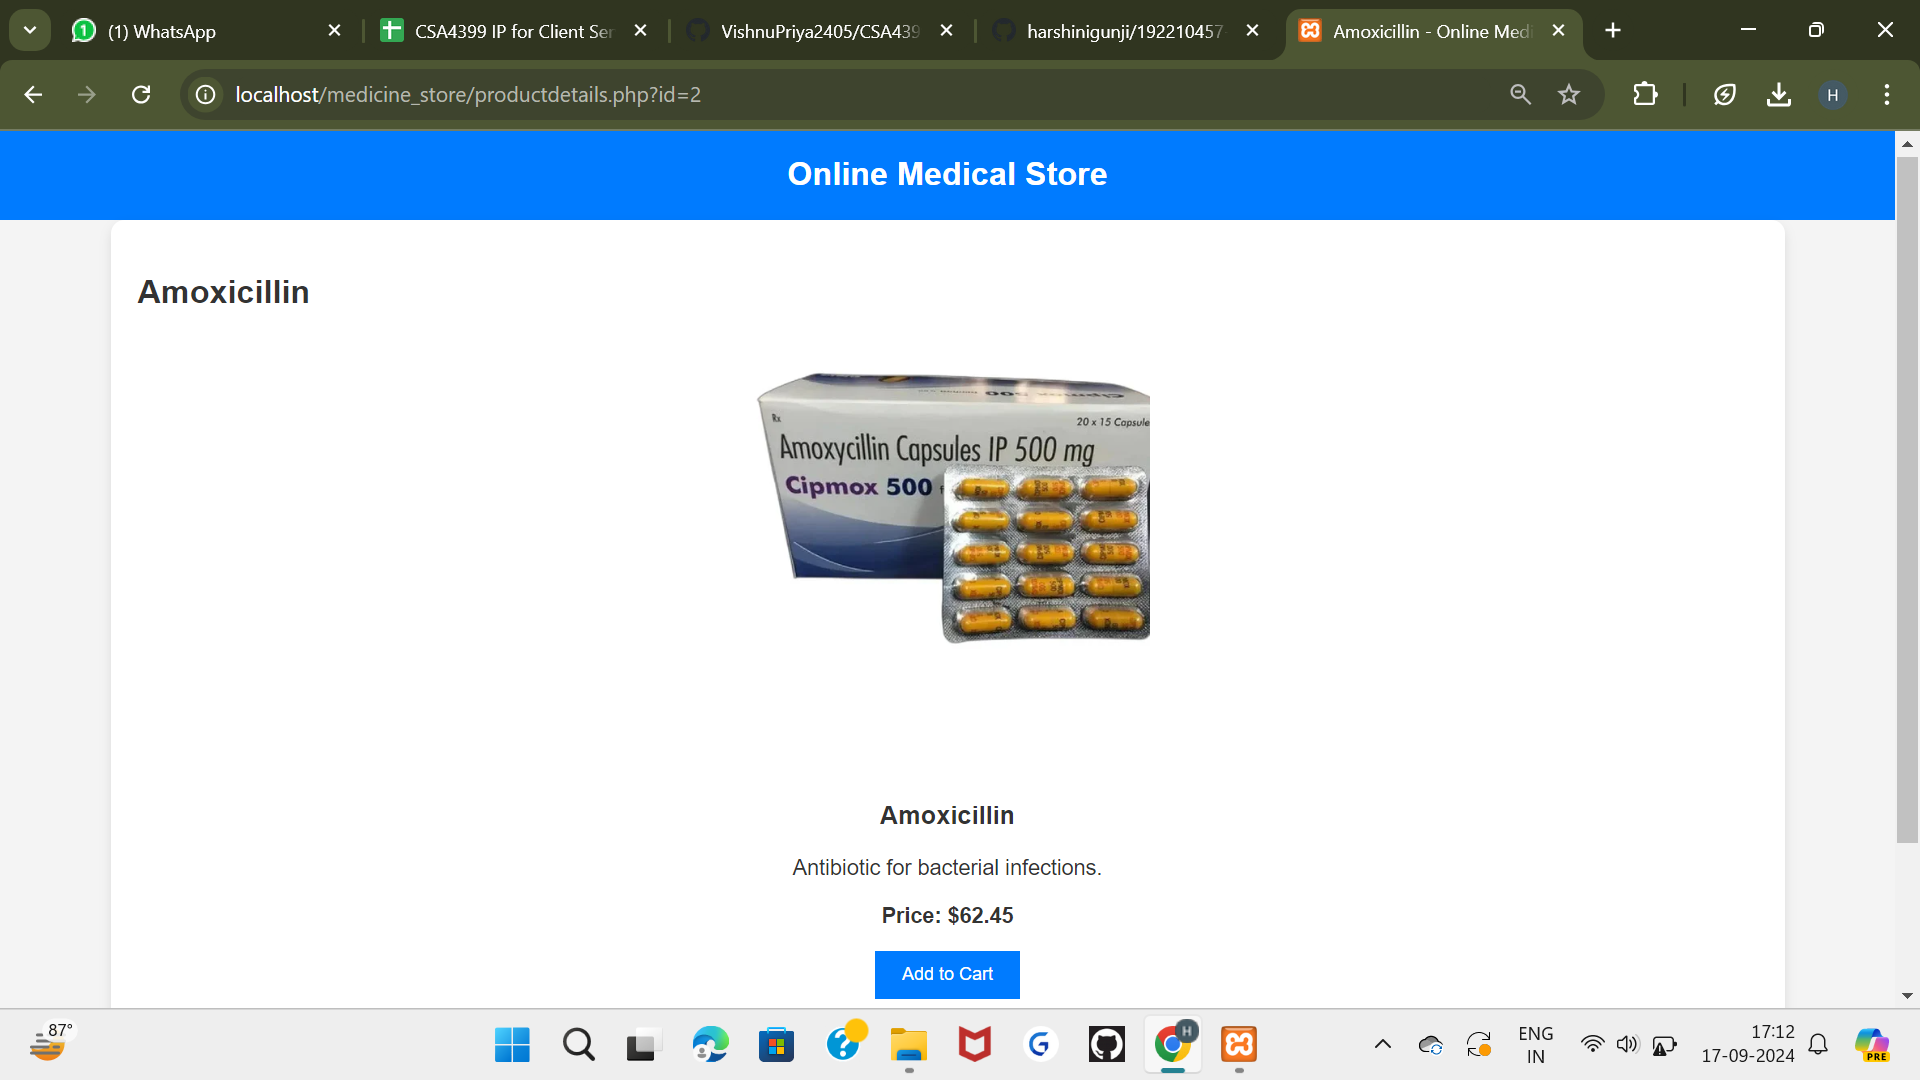 (1) WhatsApp
CSA4399 IP for Client Ser
VishnuPriya2405/CSA439
harshinigunji/192210457
Amoxicillin - Online Medi
localhost/medicine_store/productdetails.php?id=2
H
Online Medical Store
Amoxicillin
Rx
20 x 15 Capsule
Amoxycillin Capsules IP 500 mg
Cipmox 500
Amoxicillin
Antibiotic for bacterial infections.
Price: $62.45
Add to Cart
87°
H
ENG
IN
17:12
17-09-2024
PRE